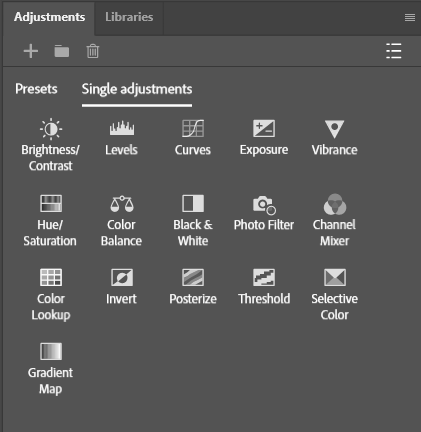 Adjustments
Libraries
Presets
Single adjustments
Brightness/
Contrast
Levels
Curves
Exposure
Vibrance
Hue/
Saturation
Color
Balance
Black &
White
Photo Filter
Channel
Mixer
Color
Lookup
Invert
Posterize
Threshold
Selective
Color
Gradient
Map